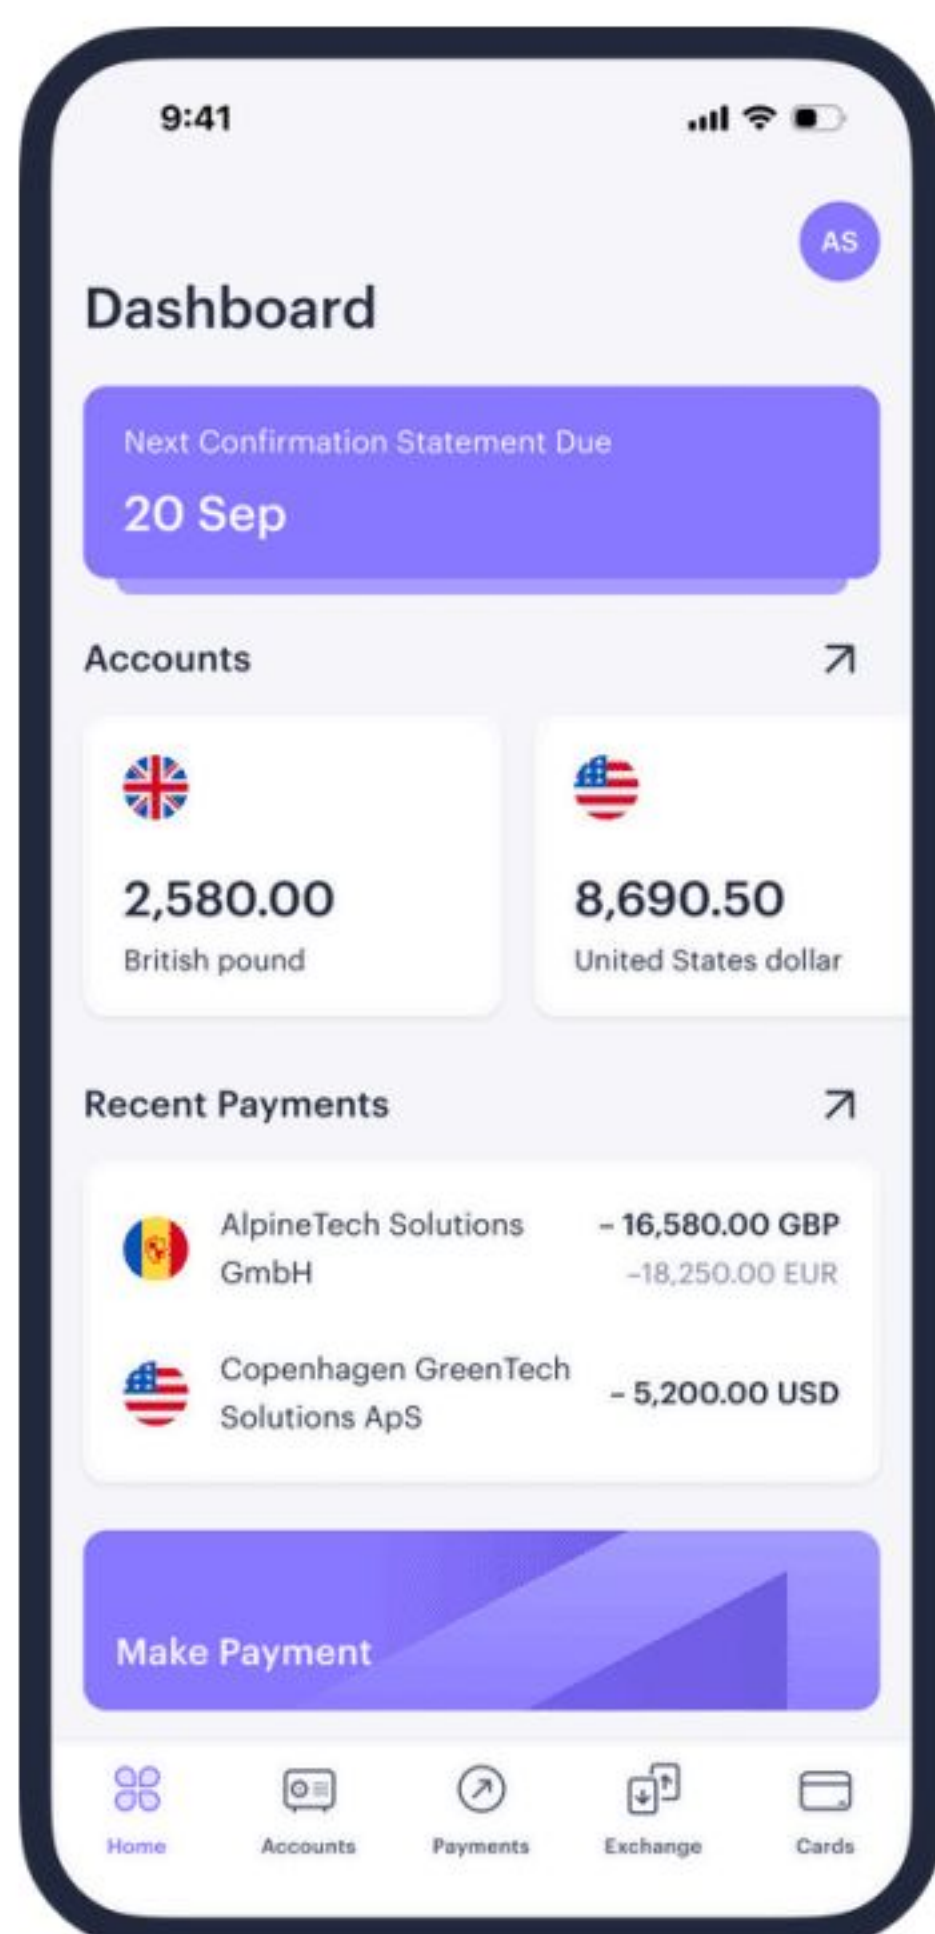 9:41
AS
Dashboard
Next Confirmation Statement Due
20 Sep
Accounts
2,580.00
British pound
8,690.50
United States dollar
Recent Payments
AlpineTech Solutions
GmbH
– 16,580.00 GBP
–18,250.00 EUR
Copenhagen GreenTech
Solutions ApS
– 5,200.00 USD
Make Payment
Home
Accounts
Payments
Exchange
Cards